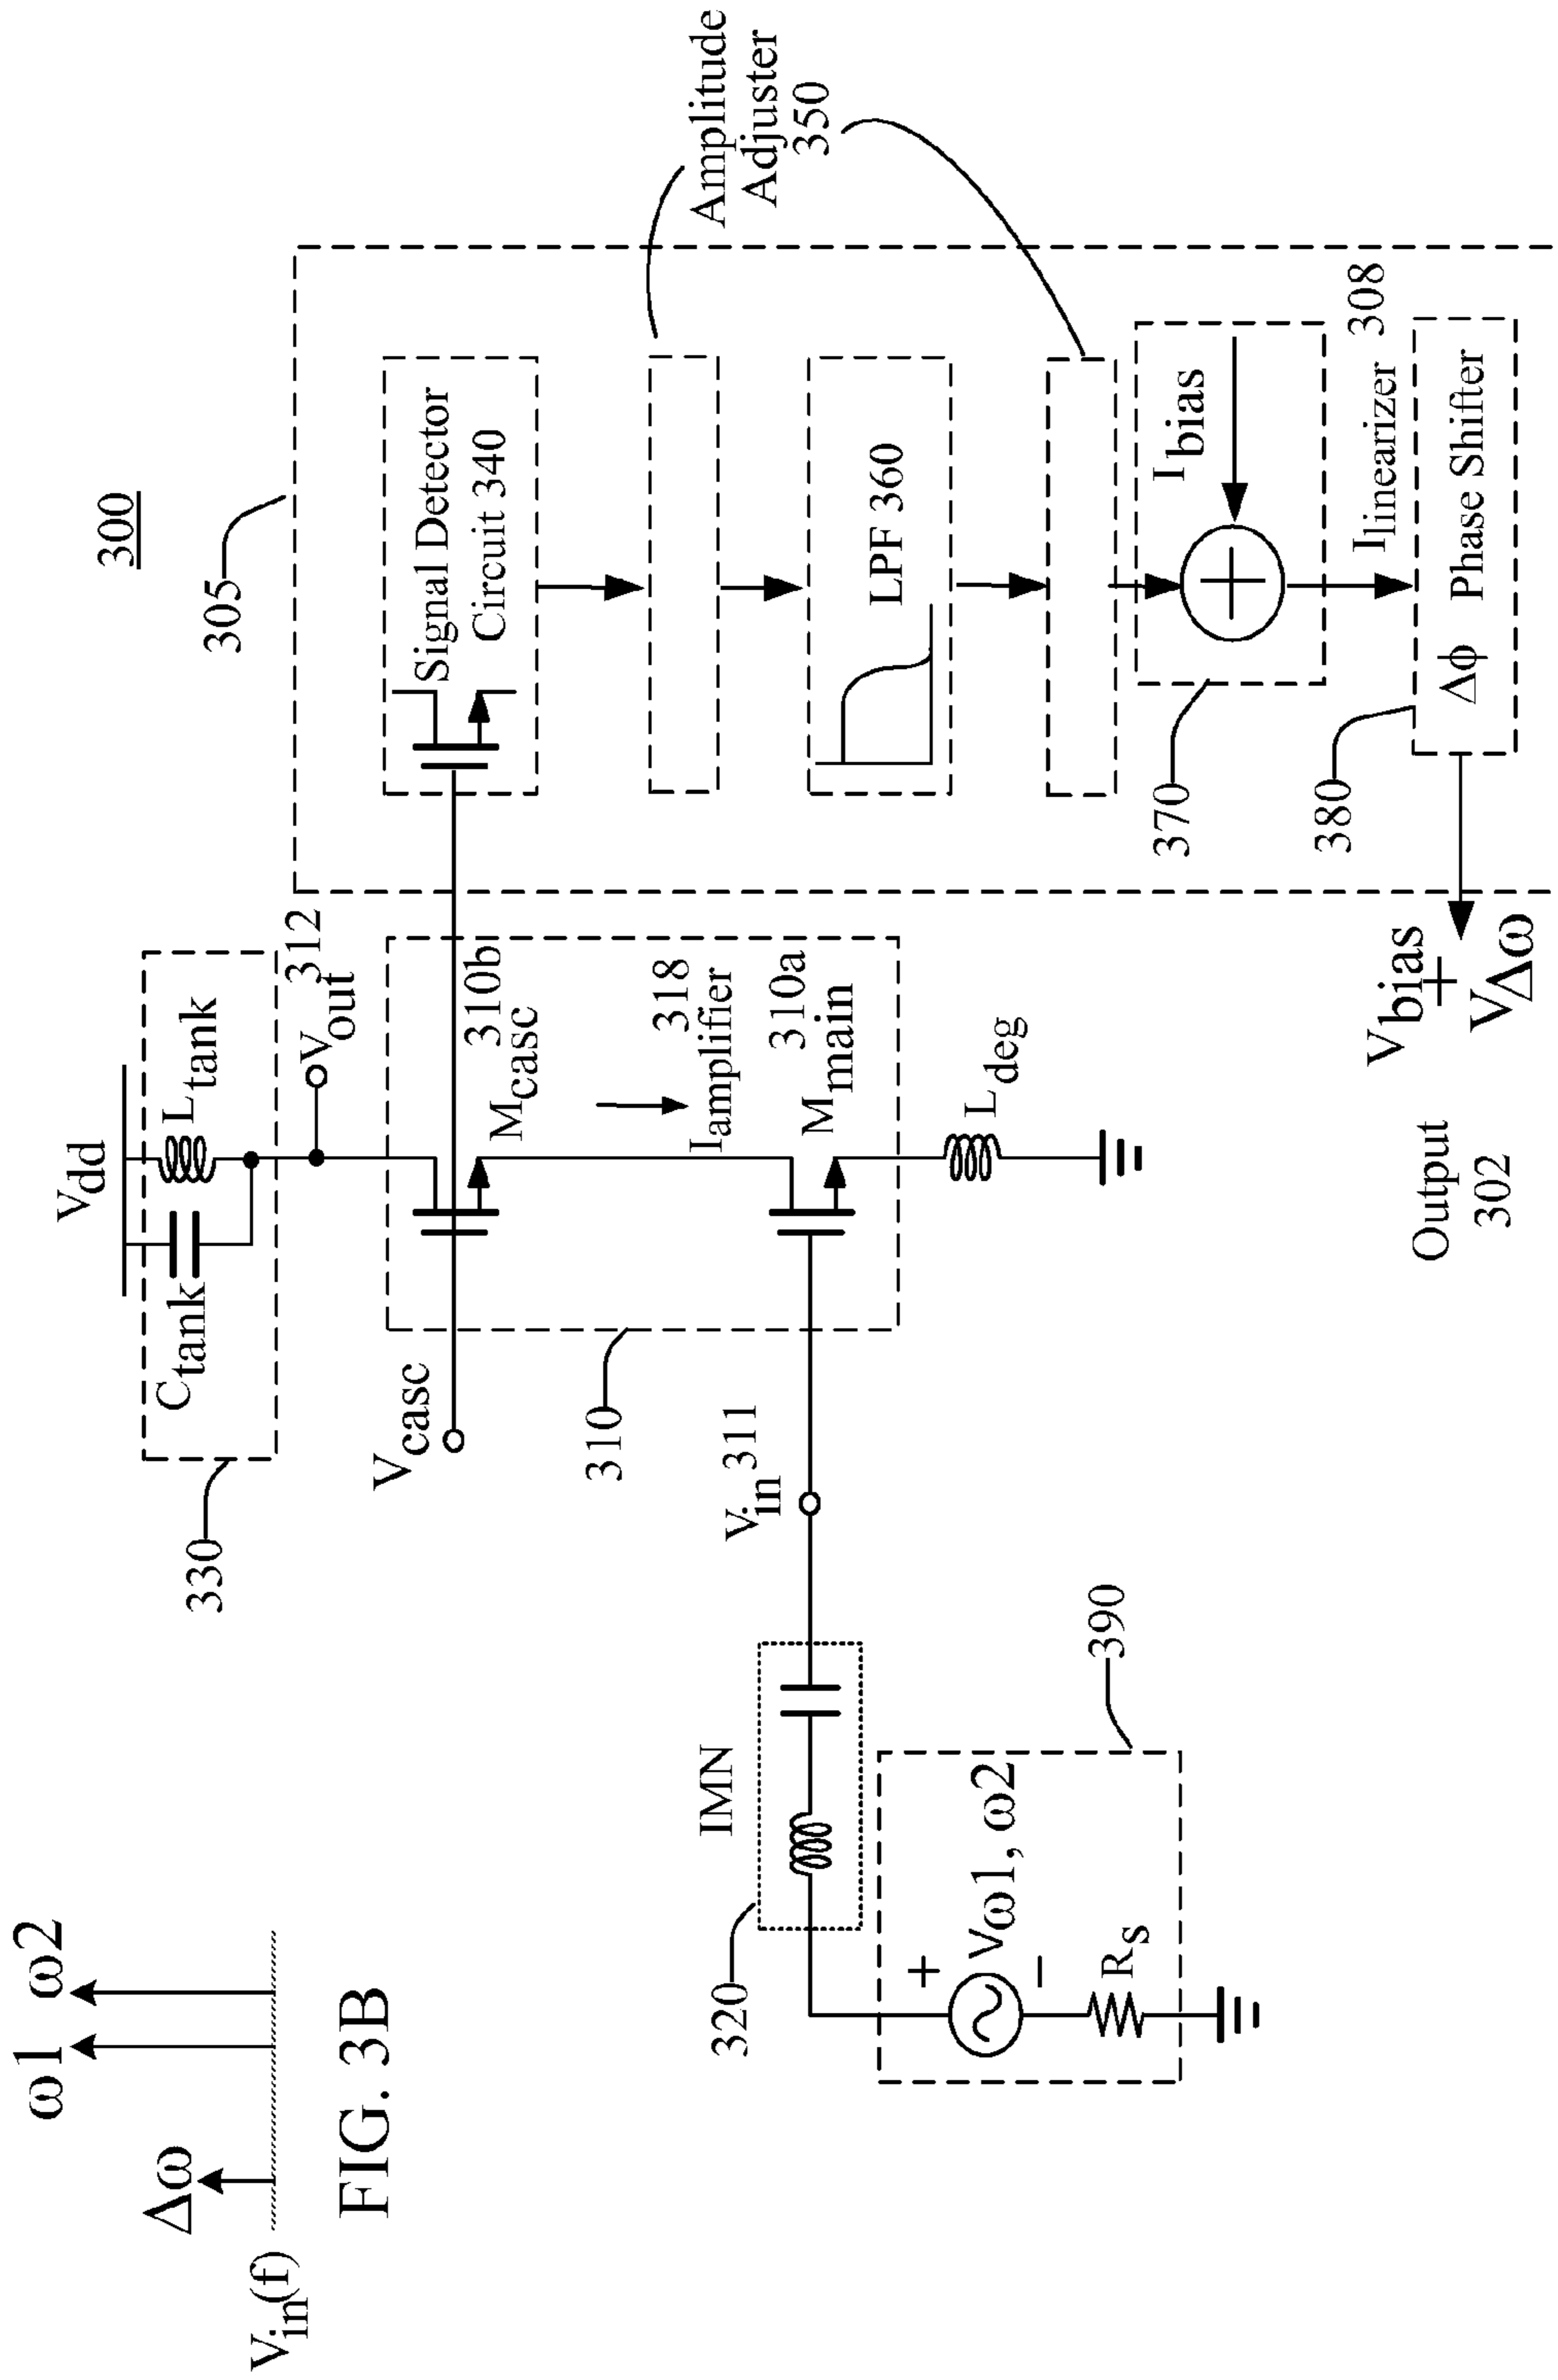 300
305
Vdd
Ctank
Ltank
330
Vout 312
Vcasc
310b
Mcasc
318
Iamplifier
310a
Mmain
310
Vin 311
Ldeg
Signal Detector
Circuit 340
Amplitude
Adjuster
350
LPF 360
Ibias
370
Ilinearizer 308
380
Δϕ Phase Shifter
Vbias
+
VΔω
Output
302
IMN
320
390
+
Vω1, ω2
−
Rs
Δω
ω1 ω2
Vin(f)
FIG. 3B